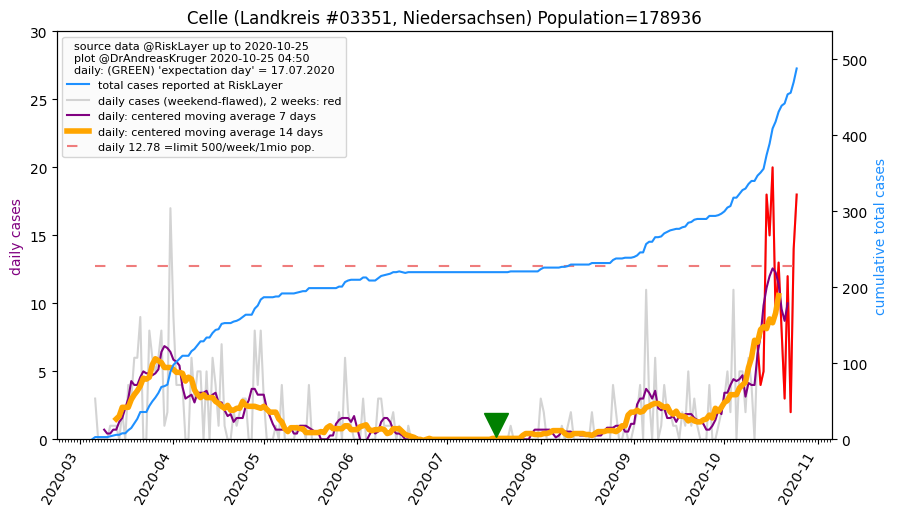 Celle (Landkreis #03351, Niedersachsen) Population=178936
source data @RiskLayer up to 2020-10-25
plot @DrAndreasKruger 2020-10-25 04:50
daily: (GREEN) 'expectation day' = 17.07.2020
total cases reported at RiskLayer
daily cases (weekend-flawed), 2 weeks: red
daily: centered moving average 7 days
daily: centered moving average 14 days
daily 12.78 =limit 500/week/1mio pop.
daily cases
30
25
20
15
10
5
0
cumulative total cases
500
400
300
200
100
0
2020-03
2020-04
2020-05
2020-06
2020-07
2020-08
2020-09
2020-10
2020-11